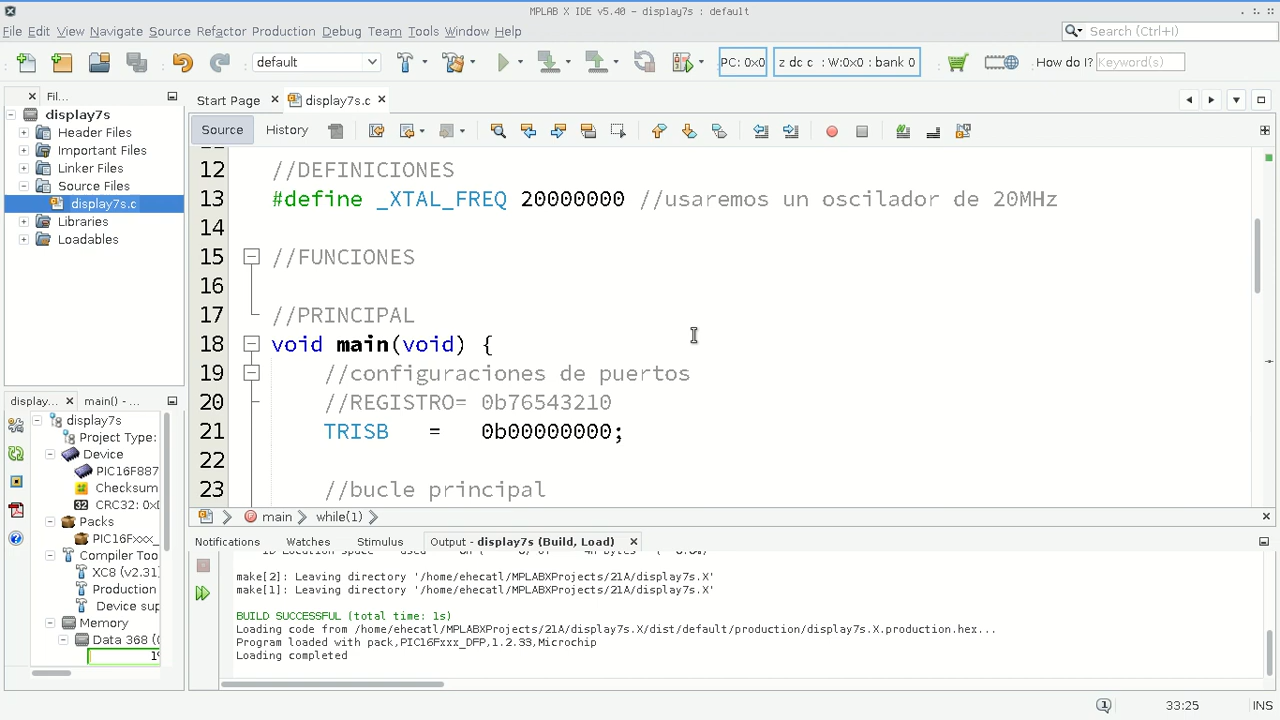 MPLAB X IDE v5.40 - display7s : default
File Edit View Navigate Source Refactor Production Debug Team Tools Window Help
Search (Ctrl+I)
default
PC: 0x0
z dc c : W:0x0 : bank 0
How do I?
Keyword(s)
Fil...
Start Page
display7s.c
display7s
Header Files
Important Files
Linker Files
Source Files
display7s.c
Libraries
Loadables
Source
History
12 //DEFINICIONES
13 #define _XTAL_FREQ 20000000 //usaremos un oscilador de 20MHz
14
15 //FUNCIONES
16
17 //PRINCIPAL
18 void main(void) {
19 //configuraciones de puertos
20 //REGISTRO= 0b76543210
21 TRISB = 0b00000000;
22
23 //bucle principal
main
while(1)
display...
main() - ...
display7s
Project Type:
Device
PIC16F887
Checksum
CRC32: 0x
Packs
PIC16Fxxx_
Compiler Too
XC8 (v2.31)
Production
Device sup
Memory
Data 368 (
Notifications
Watches
Stimulus
Output - display7s (Build, Load)
make[2]: Leaving directory '/home/ehecatl/MPLABXProjects/21A/display7s.X'
make[1]: Leaving directory '/home/ehecatl/MPLABXProjects/21A/display7s.X'
BUILD SUCCESSFUL (total time: 1s)
Loading code from /home/ehecatl/MPLABXProjects/21A/display7s.X/dist/default/production/display7s.X.production.hex...
Program loaded with pack,PIC16Fxxx_DFP,1.2.33,Microchip
Loading completed
1
33:25
INS